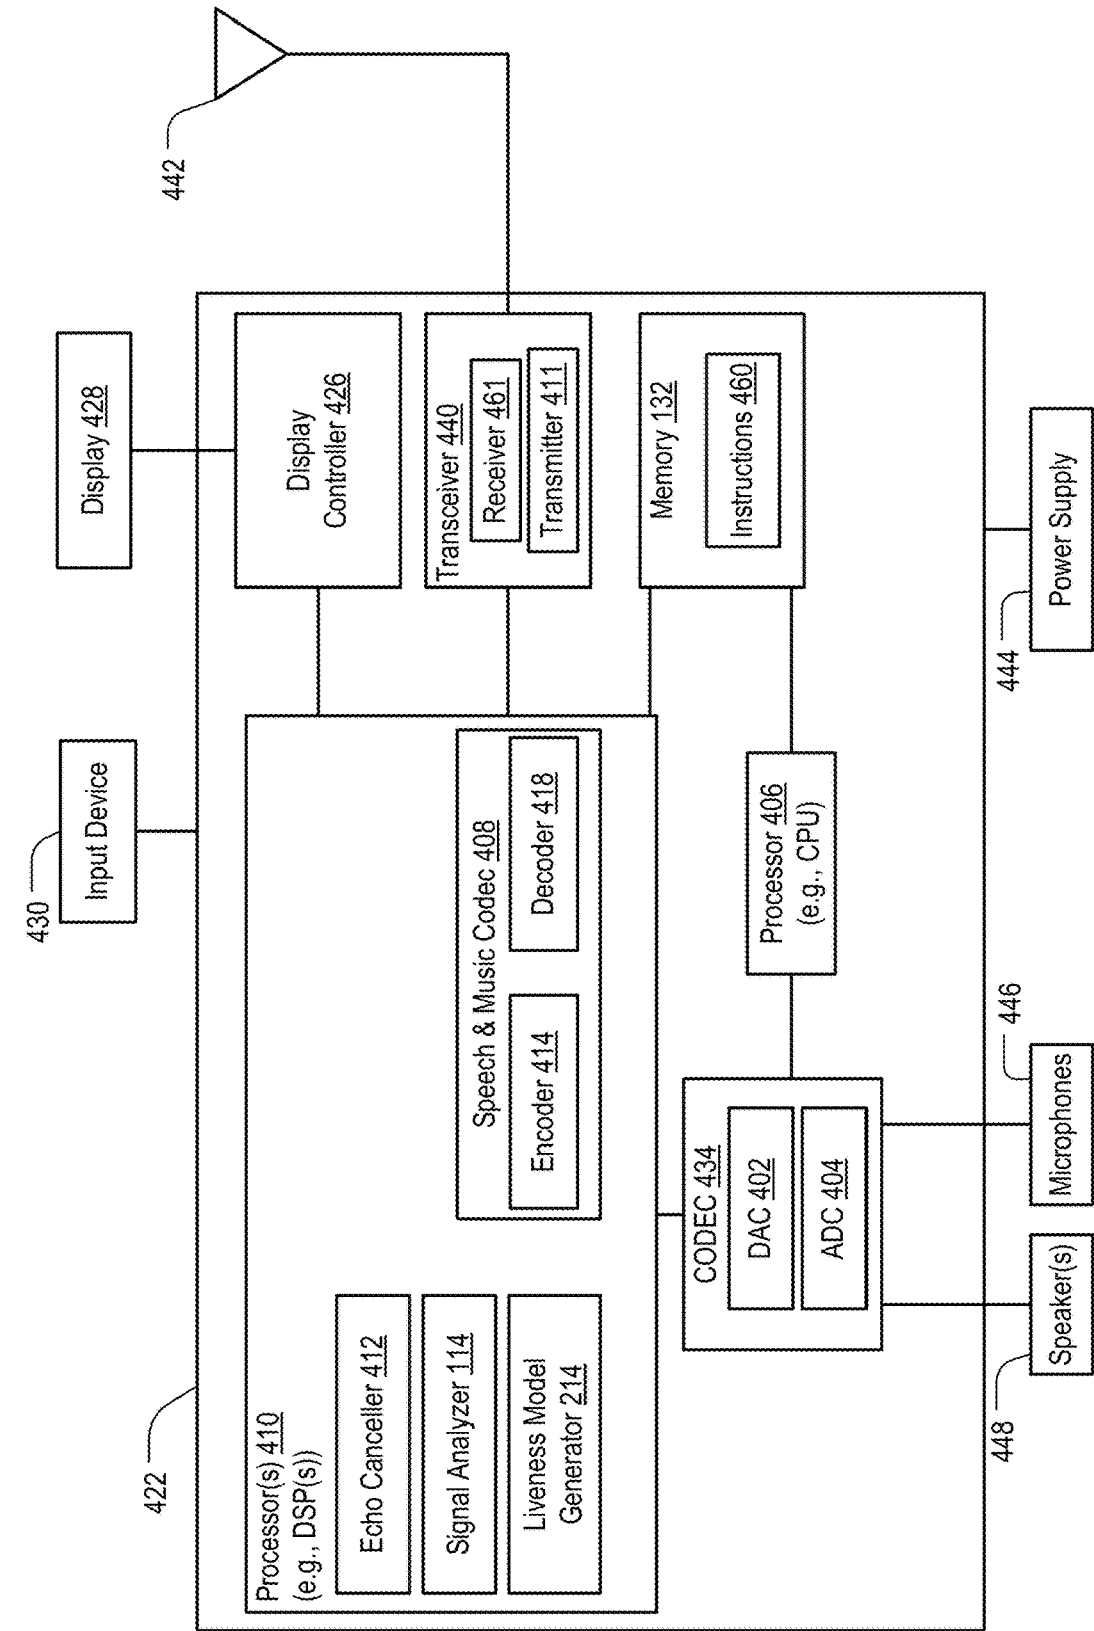 422
430
Input Device
Display 428
442
Processor(s) 410
(e.g., DSP(s))
Echo Canceller 412
Signal Analyzer 114
Liveness Model
Generator 214
Speech & Music Codec 408
Encoder 414
Decoder 418
Display
Controller 426
Transceiver 440
Receiver 461
Transmitter 411
Memory 132
Instructions 460
CODEC 434
DAC 402
ADC 404
Processor 406
(e.g., CPU)
448
Speaker(s)
446
Microphones
444
Power Supply